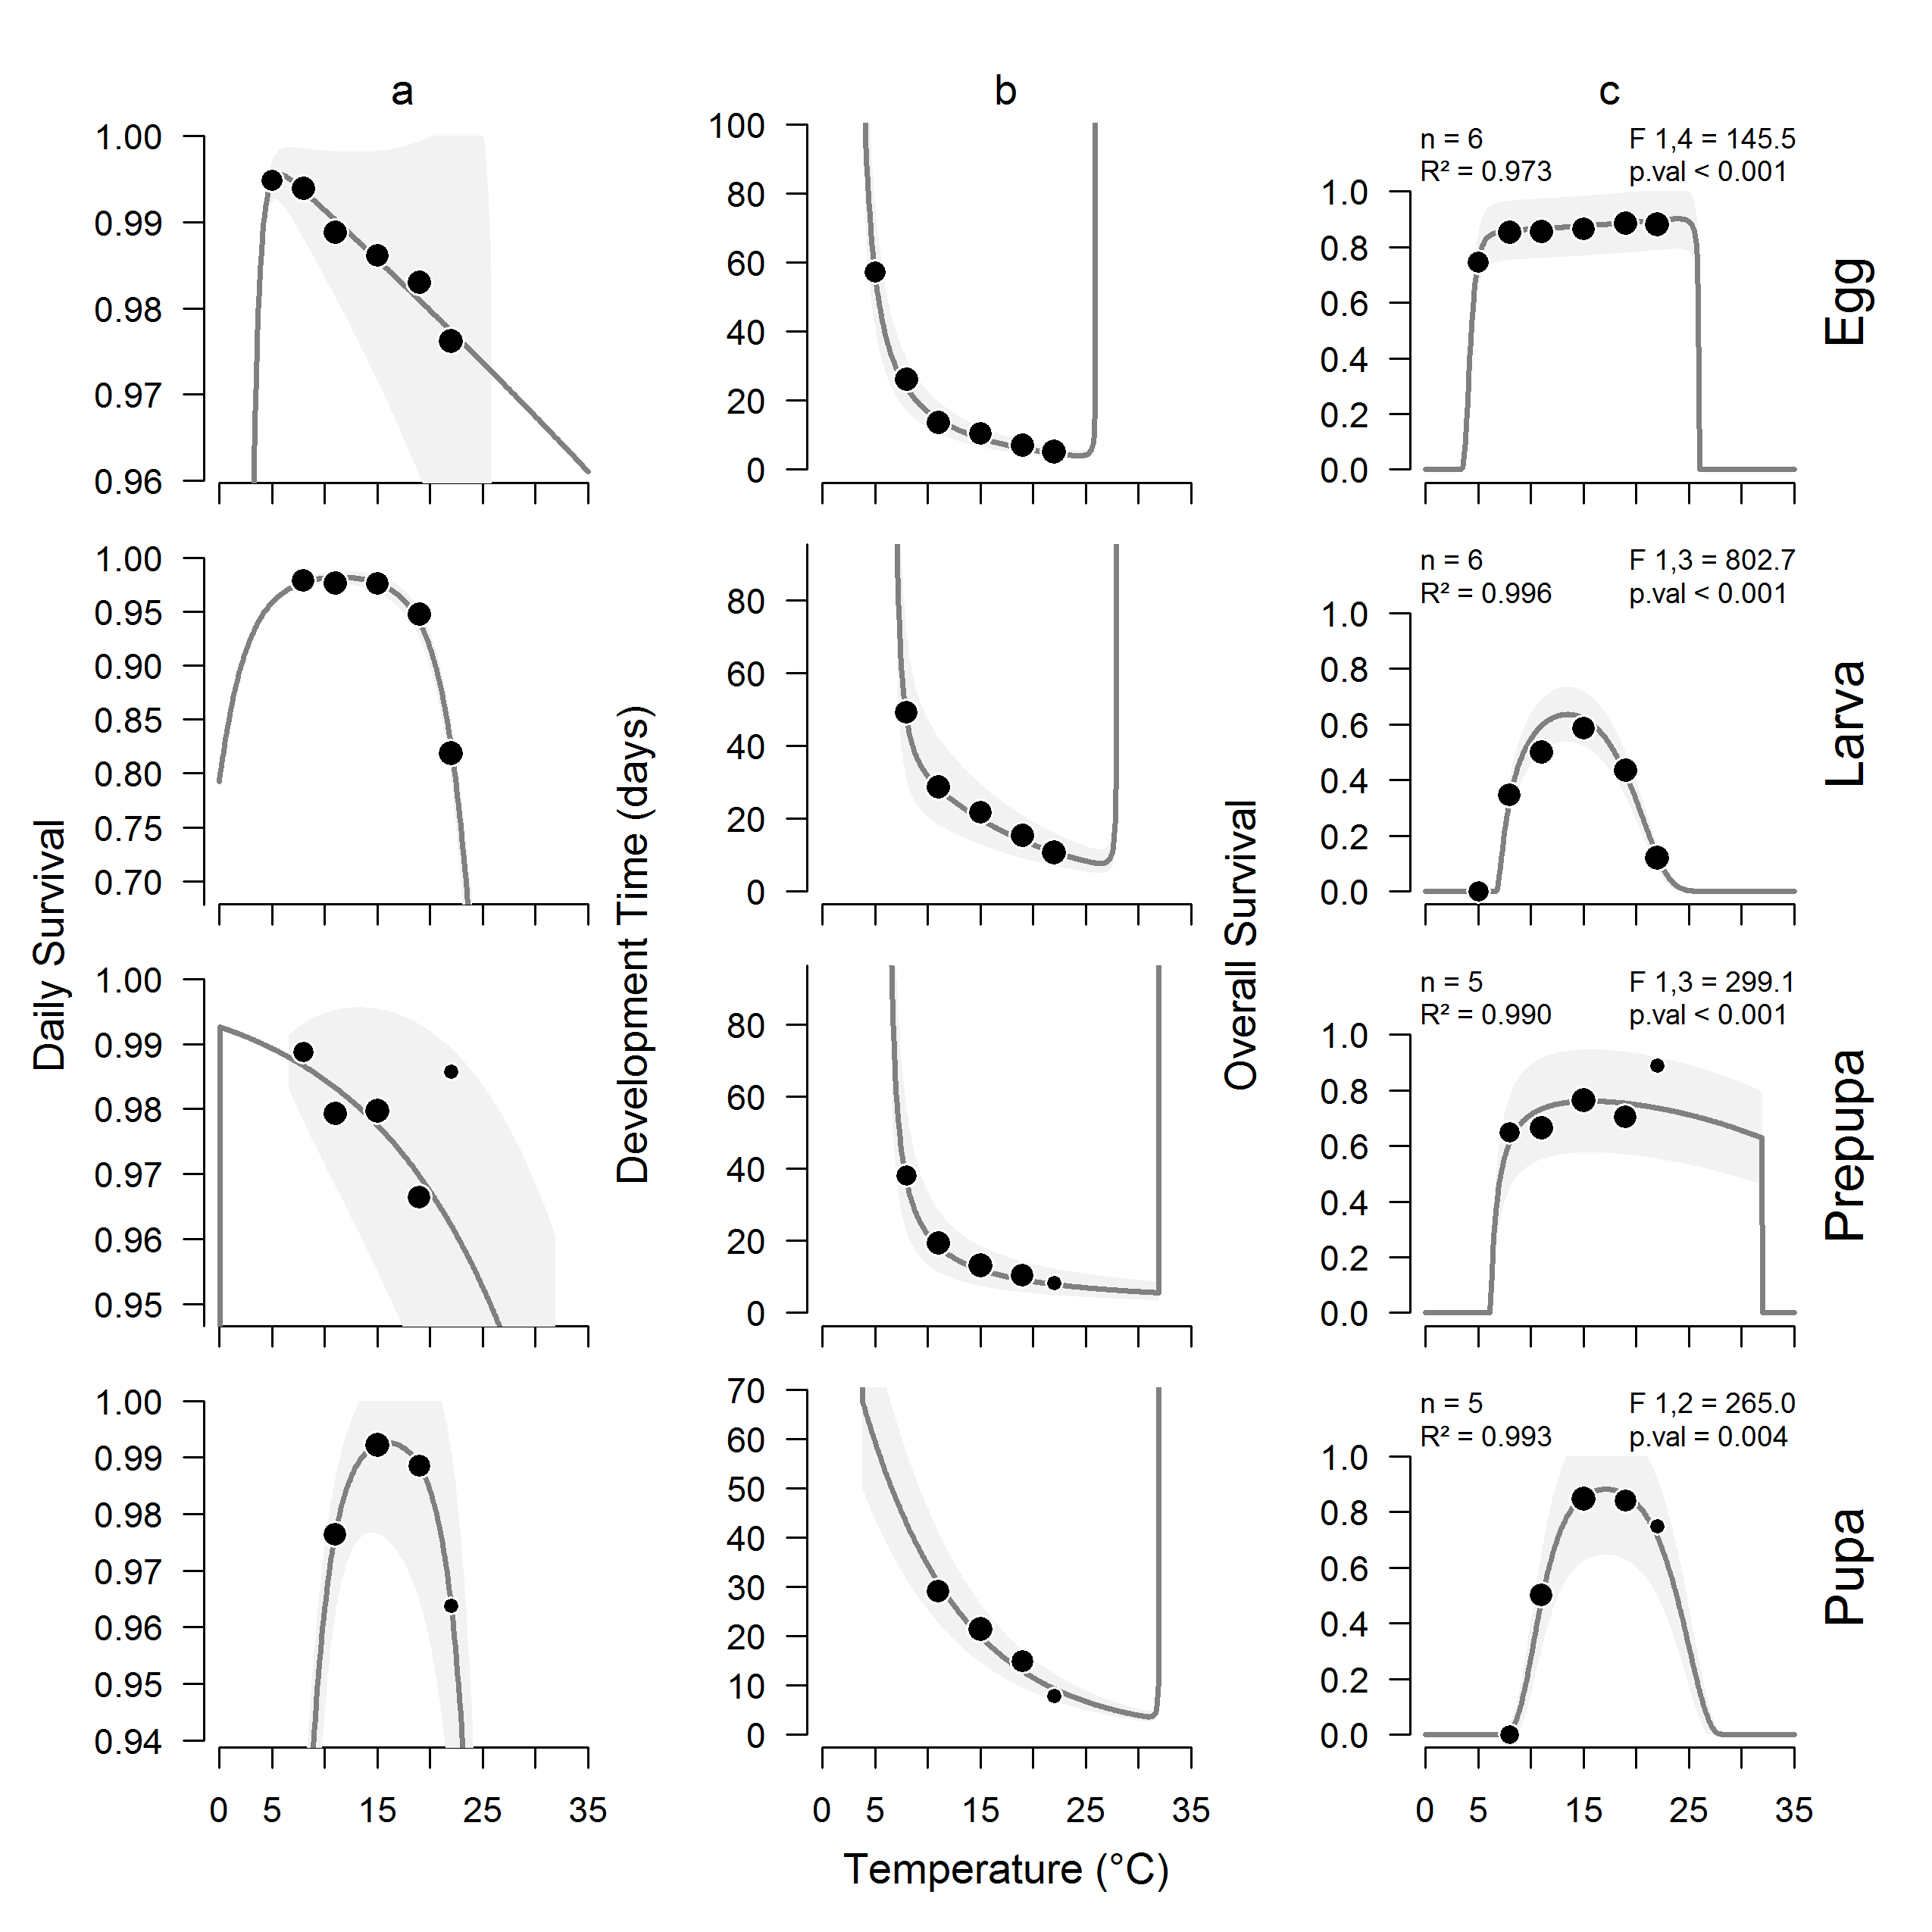 a
b
c
1.00
0.99
0.98
0.97
0.96
100
80
60
40
20
0
n = 6
F 1,4 = 145.5
R² = 0.973
p.val < 0.001
1.0
0.8
0.6
0.4
0.2
0.0
Egg
1.00
0.95
0.90
0.85
0.80
0.75
0.70
80
60
40
20
0
n = 6
F 1,3 = 802.7
R² = 0.996
p.val < 0.001
1.0
0.8
0.6
0.4
0.2
0.0
Larva
Daily Survival
Development Time (days)
Overall Survival
1.00
0.99
0.98
0.97
0.96
0.95
80
60
40
20
0
n = 5
F 1,3 = 299.1
R² = 0.990
p.val < 0.001
1.0
0.8
0.6
0.4
0.2
0.0
Prepupa
1.00
0.99
0.98
0.97
0.96
0.95
0.94
70
60
50
40
30
20
10
0
n = 5
F 1,2 = 265.0
R² = 0.993
p.val = 0.004
1.0
0.8
0.6
0.4
0.2
0.0
Pupa
0 5 15 25 35
0 5 15 25 35
0 5 15 25 35
Temperature (°C)